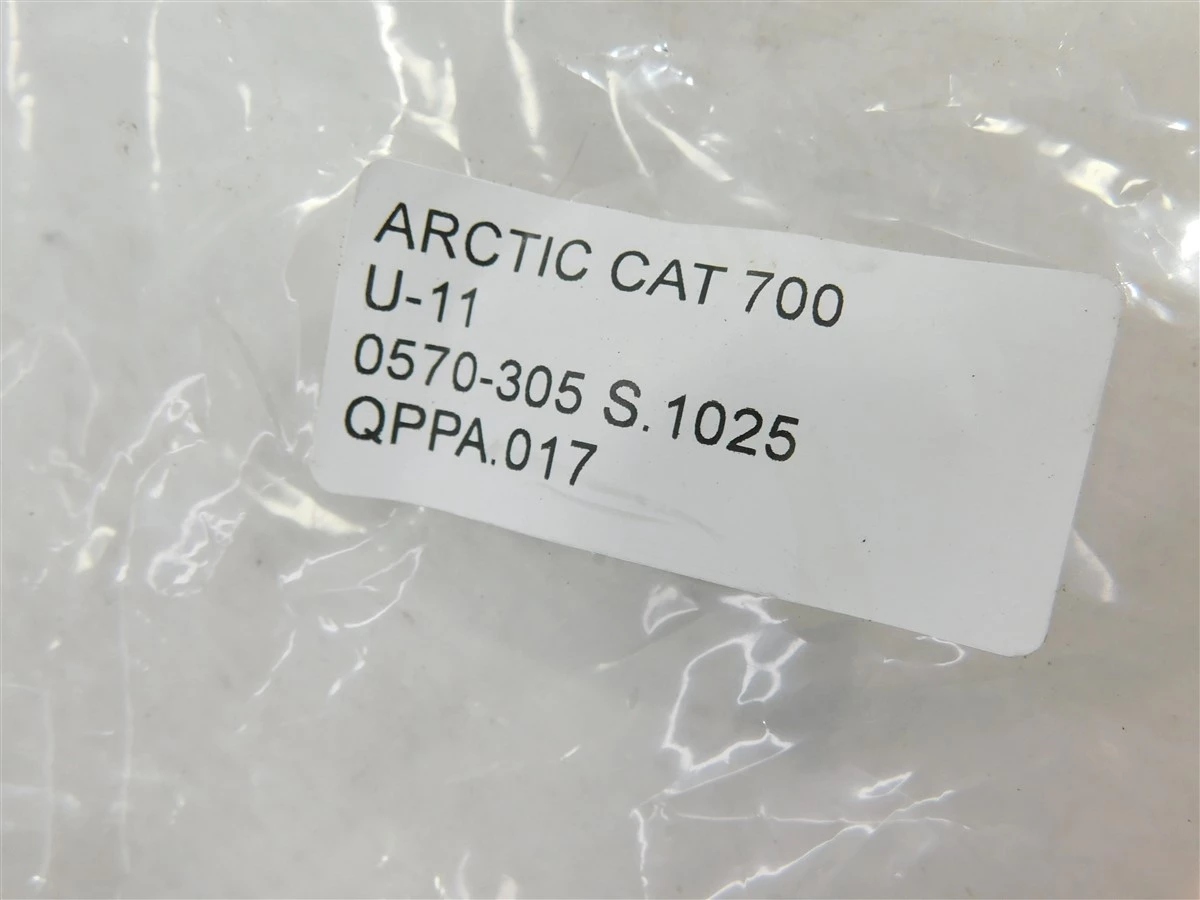 ARCTIC CAT 700
U-11
0570-305 S.1025
QPPA.017